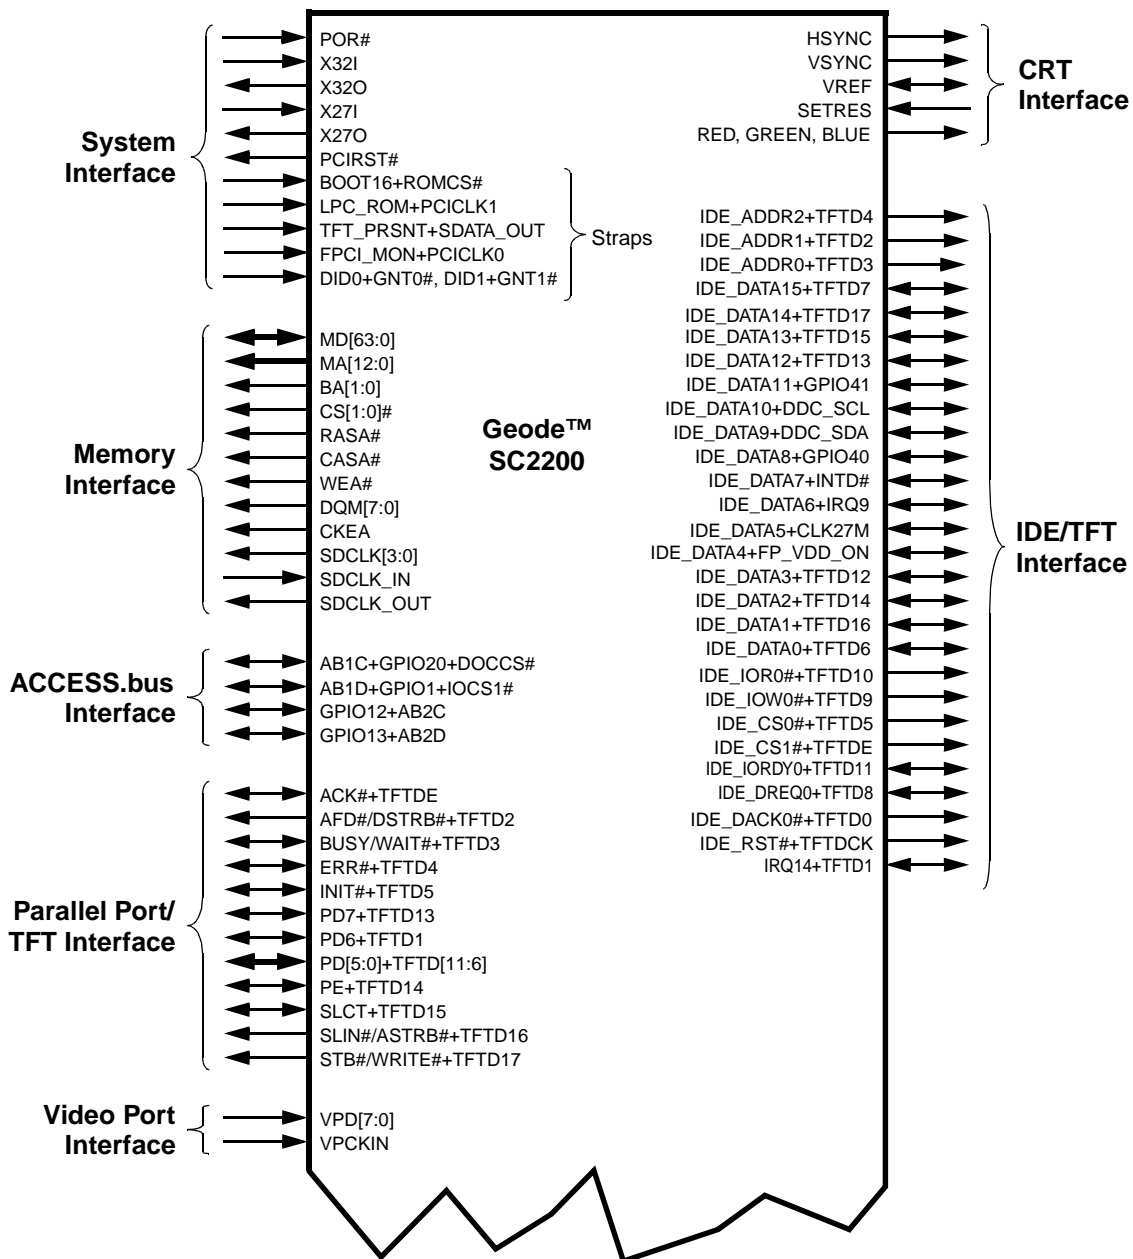 System
Interface
POR#
X32I
X32O
X27I
X27O
PCIRST#
BOOT16+ROMCS#
LPC_ROM+PCICLK1
TFT_PRSNT+SDATA_OUT
FPCI_MON+PCICLK0
DID0+GNT0#, DID1+GNT1#
Straps
Memory
Interface
MD[63:0]
MA[12:0]
BA[1:0]
CS[1:0]#
RASA#
CASA#
WEA#
DQM[7:0]
CKEA
SDCLK[3:0]
SDCLK_IN
SDCLK_OUT
ACCESS.bus
Interface
AB1C+GPIO20+DOCCS#
AB1D+GPIO1+IOCS1#
GPIO12+AB2C
GPIO13+AB2D
Parallel Port/
TFT Interface
ACK#+TFTDE
AFD#/DSTRB#+TFTD2
BUSY/WAIT#+TFTD3
ERR#+TFTD4
INIT#+TFTD5
PD7+TFTD13
PD6+TFTD1
PD[5:0]+TFTD[11:6]
PE+TFTD14
SLCT+TFTD15
SLIN#/ASTRB#+TFTD16
STB#/WRITE#+TFTD17
Video Port
Interface
VPD[7:0]
VPCKIN
Geode™
SC2200
HSYNC
VSYNC
VREF
SETRES
RED, GREEN, BLUE
CRT
Interface
IDE_ADDR2+TFTD4
IDE_ADDR1+TFTD2
IDE_ADDR0+TFTD3
IDE_DATA15+TFTD7
IDE_DATA14+TFTD17
IDE_DATA13+TFTD15
IDE_DATA12+TFTD13
IDE_DATA11+GPIO41
IDE_DATA10+DDC_SCL
IDE_DATA9+DDC_SDA
IDE_DATA8+GPIO40
IDE_DATA7+INTD#
IDE_DATA6+IRQ9
IDE_DATA5+CLK27M
IDE_DATA4+FP_VDD_ON
IDE_DATA3+TFTD12
IDE_DATA2+TFTD14
IDE_DATA1+TFTD16
IDE_DATA0+TFTD6
IDE_IOR0#+TFTD10
IDE_IOW0#+TFTD9
IDE_CS0#+TFTD5
IDE_CS1#+TFTDE
IDE_IORDY0+TFTD11
IDE_DREQ0+TFTD8
IDE_DACK0#+TFTD0
IDE_RST#+TFTDCK
IRQ14+TFTD1
IDE/TFT
Interface